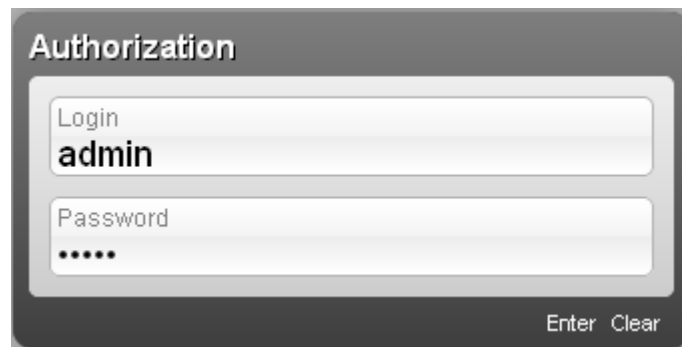 Authorization
Login
admin
Password
•••••
Enter Clear